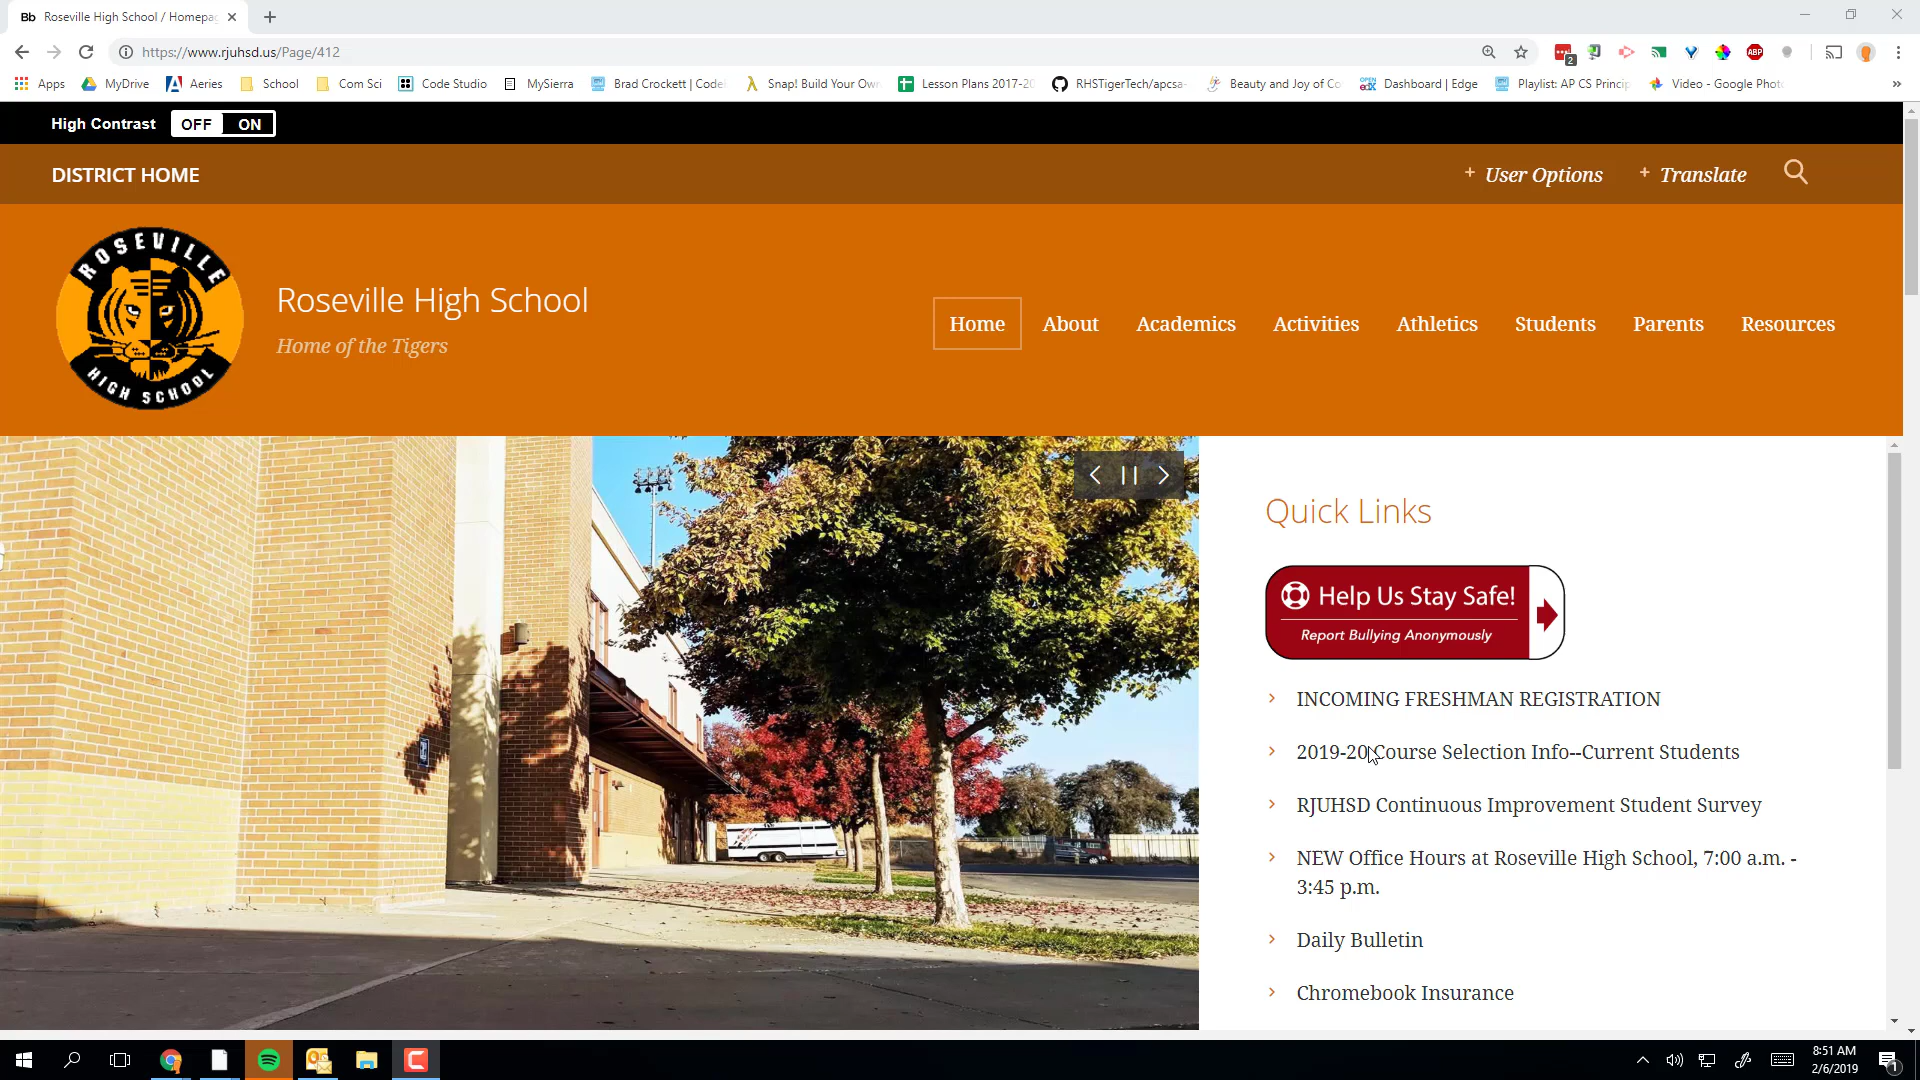 Bb Roseville High School / Homepag
https://www.rjuhsd.us/Page/412
2
ABP
Apps MyDrive Aeries School Com Sci Code Studio MySierra Brad Crockett | Code Snap! Build Your Own Lesson Plans 2017-20 RHSTigerTech/apcsa- Beauty and Joy of Co Dashboard | Edge Playlist: AP CS Princip Video - Google Phot
High Contrast OFF ON
DISTRICT HOME
+ User Options + Translate
ROSEVILLE
HIGH SCHOOL
Roseville High School
Home of the Tigers
Home About Academics Activities Athletics Students Parents Resources
Quick Links
Help Us Stay Safe!
Report Bullying Anonymously
INCOMING FRESHMAN REGISTRATION
2019-20 Course Selection Info--Current Students
RJUHSD Continuous Improvement Student Survey
NEW Office Hours at Roseville High School, 7:00 a.m. -
3:45 p.m.
Daily Bulletin
Chromebook Insurance
8:51 AM
2/6/2019
1